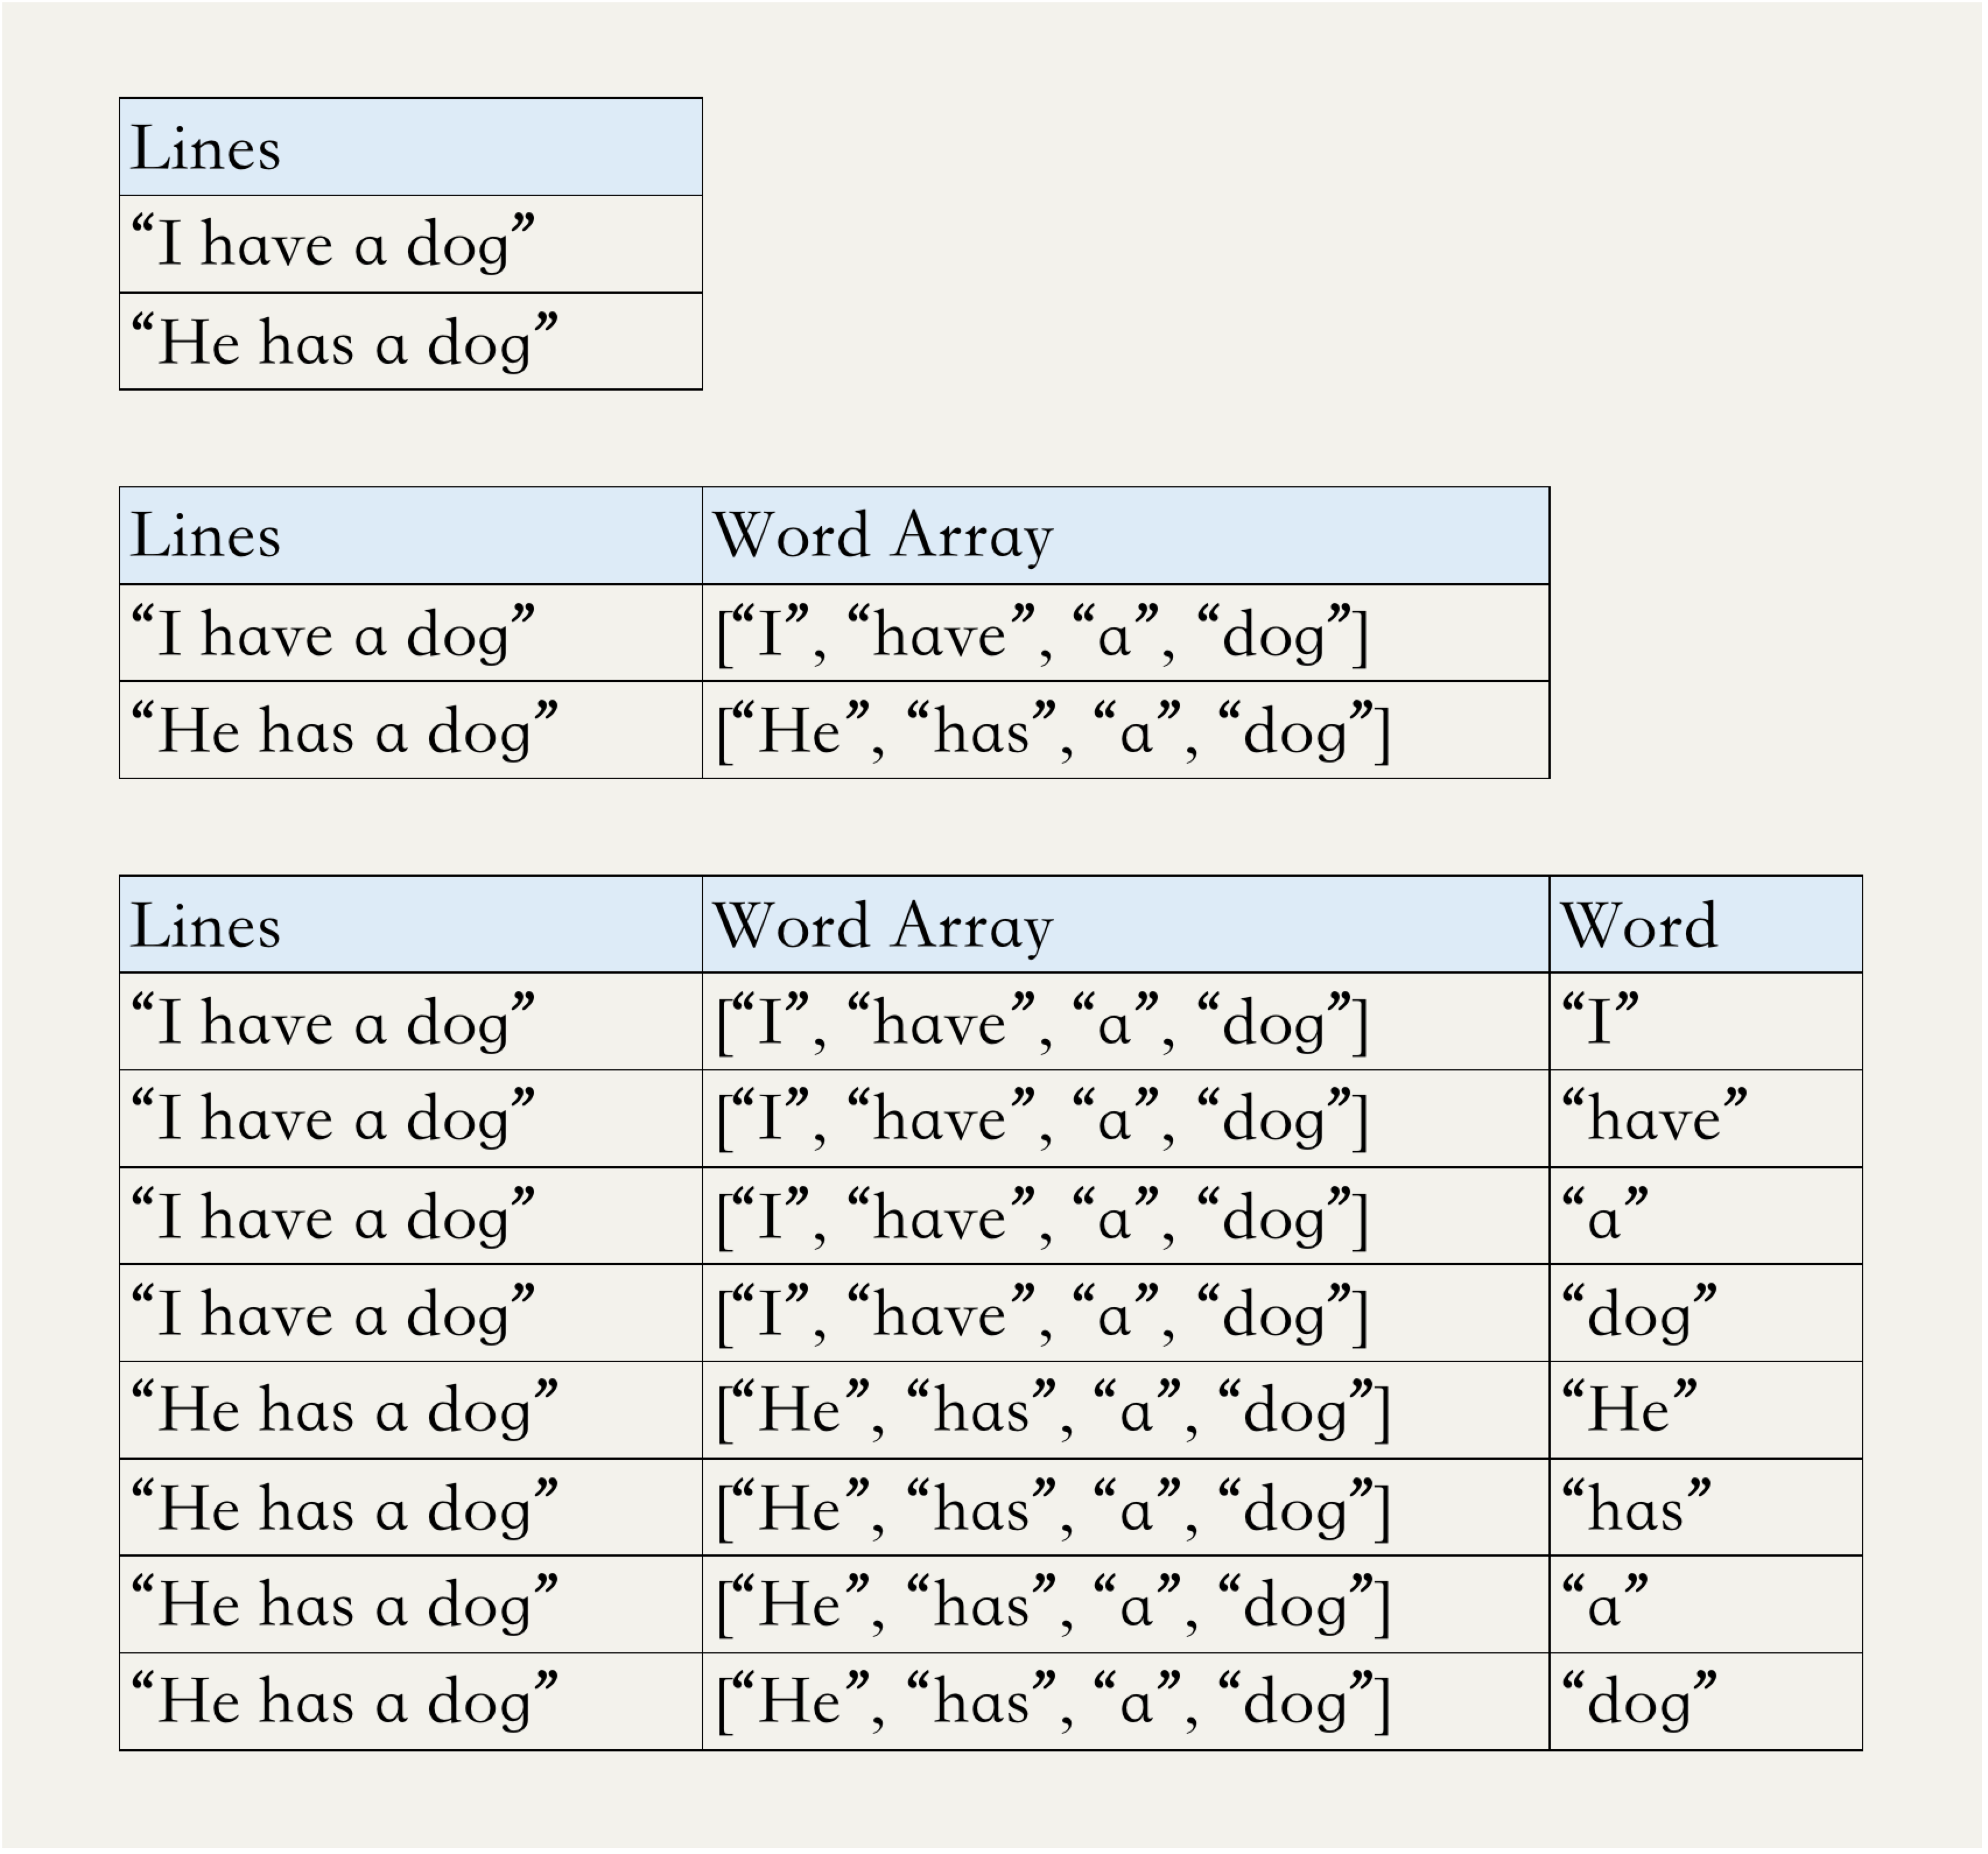 Lines
“I have a dog”
“He has a dog”
Lines Word Array
“I have a dog” [“I”, “have”, “a”, “dog”]
“He has a dog” [“He”, “has”, “a”, “dog”]
Lines Word Array Word
“I have a dog” [“I”, “have”, “a”, “dog”] “I”
“I have a dog” [“I”, “have”, “a”, “dog”] “have”
“I have a dog” [“I”, “have”, “a”, “dog”] “a”
“I have a dog” [“I”, “have”, “a”, “dog”] “dog”
“He has a dog” [“He”, “has”, “a”, “dog”] “He”
“He has a dog” [“He”, “has”, “a”, “dog”] “has”
“He has a dog” [“He”, “has”, “a”, “dog”] “a”
“He has a dog” [“He”, “has”, “a”, “dog”] “dog”